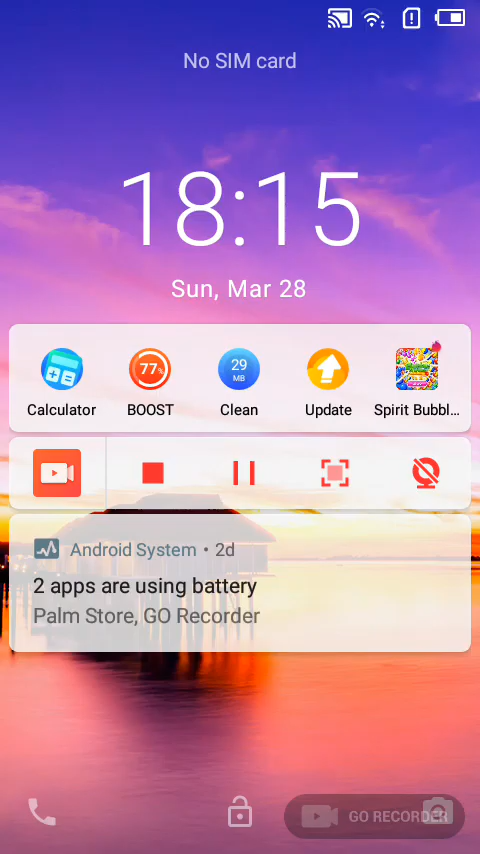 No SIM card
18:15
Sun, Mar 28
77%
29
MB
Calculator
BOOST
Clean
Update
Spirit Bubbl...
Android System • 2d
2 apps are using battery
Palm Store, GO Recorder
GO RECORDER